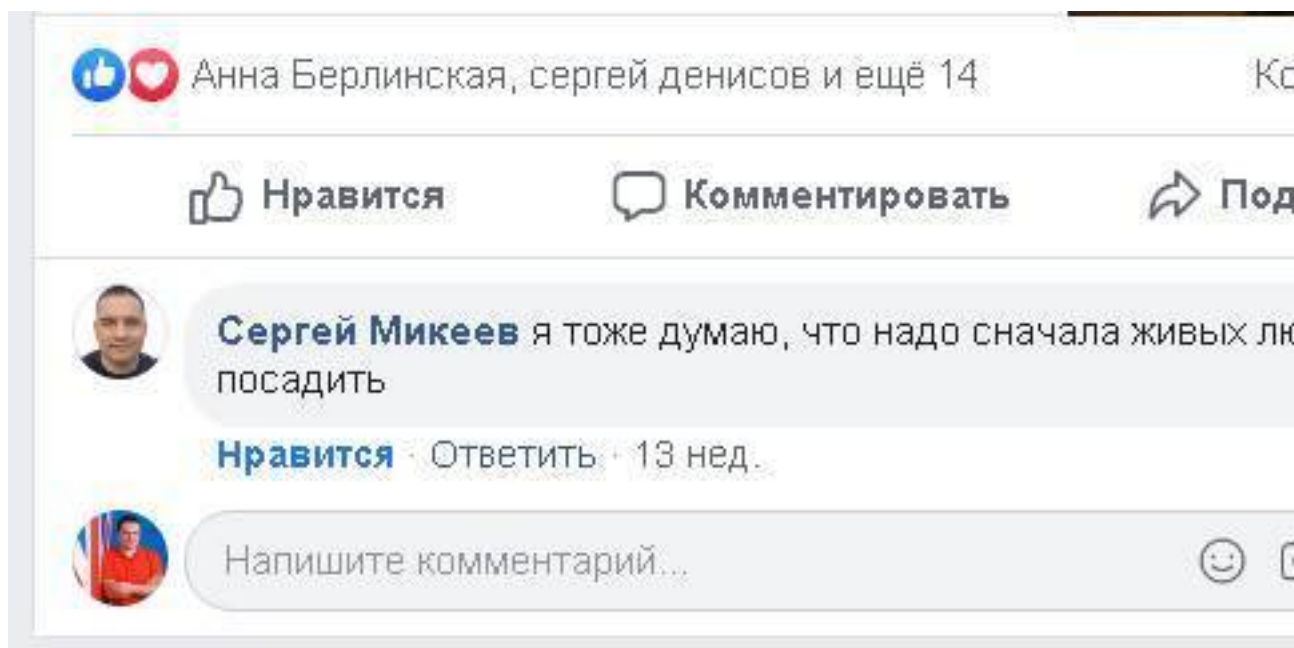 Анна Берлинская, сергей денисов и ещё 14
Нравится Комментировать
Сергей Микеев я тоже думаю, что надо сначала живых
посадить
Нравится · Ответить · 13 нед.
Напишите комментарий...